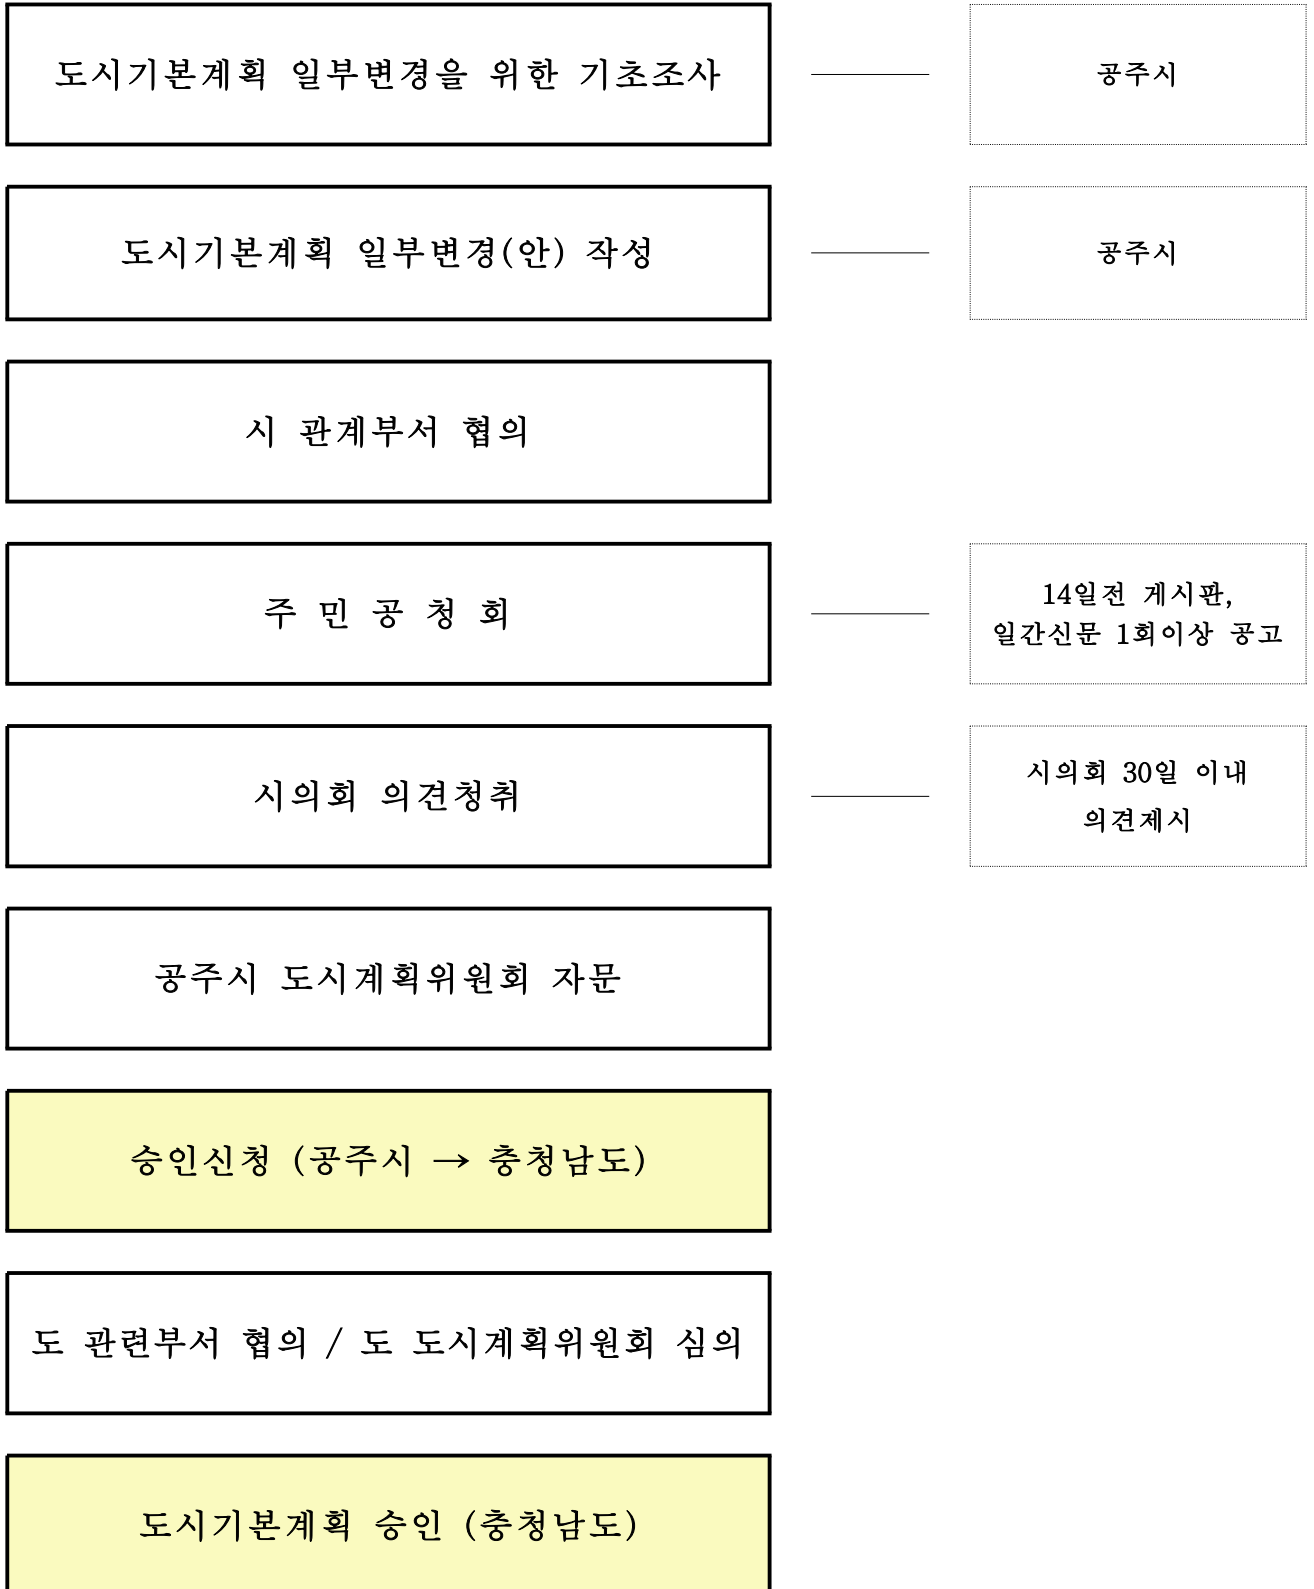 도시기본계획 일부변경을 위한 기초조사
공주시
도시기본계획 일부변경(안) 작성
공주시
시 관계부서 협의
주 민 공 청 회
14일전 게시판,
일간신문 1회이상 공고
시의회 의견청취
시의회 30일 이내
의견제시
공주시 도시계획위원회 자문
승인신청 (공주시 → 충청남도)
도 관련부서 협의 / 도 도시계획위원회 심의
도시기본계획 승인 (충청남도)